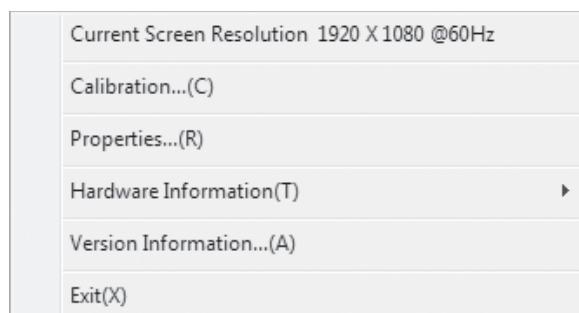 Current Screen Resolution 1920 X 1080 @60Hz
Calibration...(C)
Properties...(R)
Hardware Information(T)
Version Information...(A)
Exit(X)